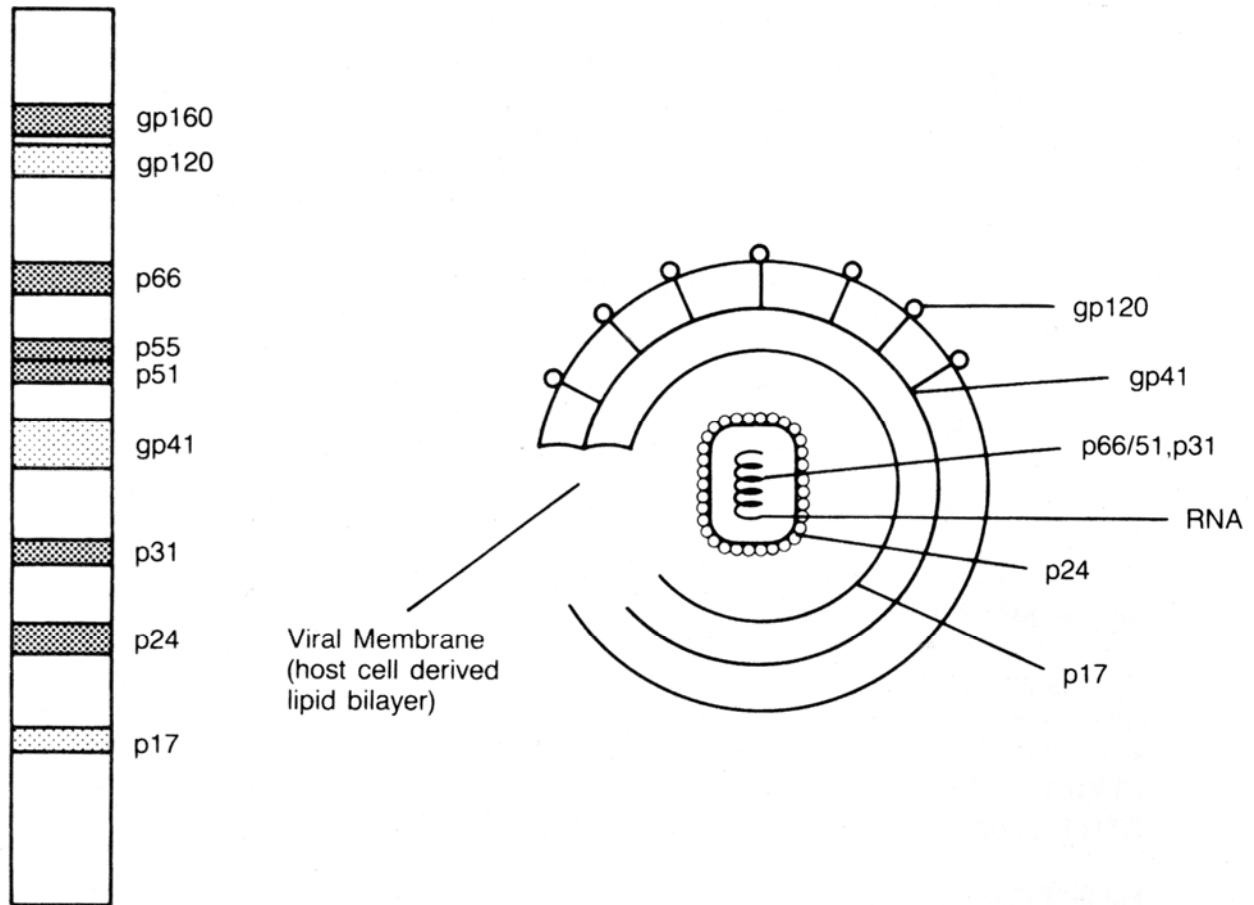 gp160
gp120
p66
p55
p51
gp41
p31
p24
p17
gp120
gp41
p66/51,p31
RNA
p24
p17
Viral Membrane
(host cell derived
lipid bilayer)